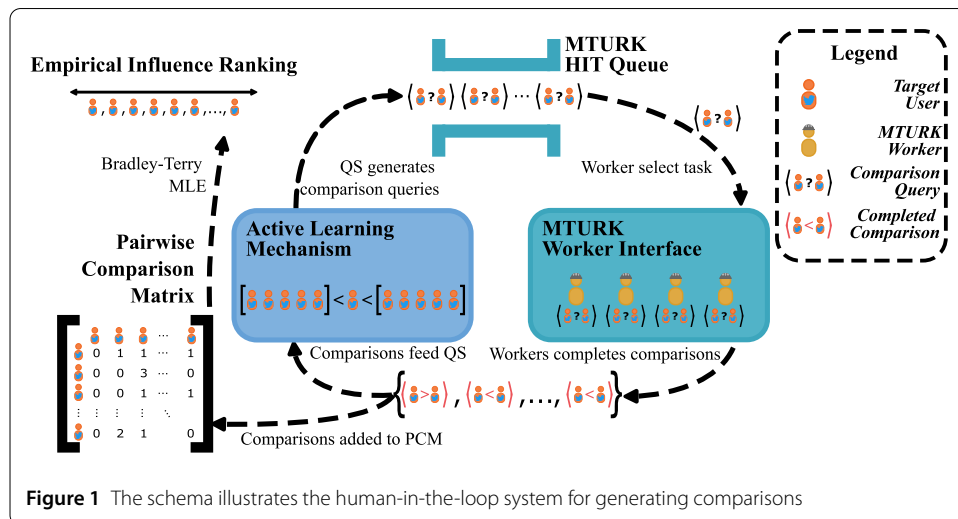 MTURK
HIT Queue
Empirical Influence Ranking
, , , , , ,...,
⟨?⟩ ⟨?⟩ ... ⟨?⟩
⟨?⟩
Bradley-Terry
MLE
QS generates
comparison queries
Worker select task
Legend
Target
User
MTURK
Worker
⟨?⟩ Comparison
Query
⟨<⟩ Completed
Comparison
Active Learning
Mechanism
[ ] < < [ ]
MTURK
Worker Interface
⟨?⟩ ⟨?⟩ ⟨?⟩ ⟨?⟩
Pairwise
Comparison
Matrix
...
0 1 1 ... 1
0 0 3 ... 0
0 0 1 ... 1
⋮ ⋮ ⋮ ⋮ ⋱
0 2 1 0
Comparisons feed QS
Workers completes comparisons
{⟨>⟩, ⟨<⟩, ..., ⟨<⟩}
Comparisons added to PCM
Figure 1 The schema illustrates the human-in-the-loop system for generating comparisons